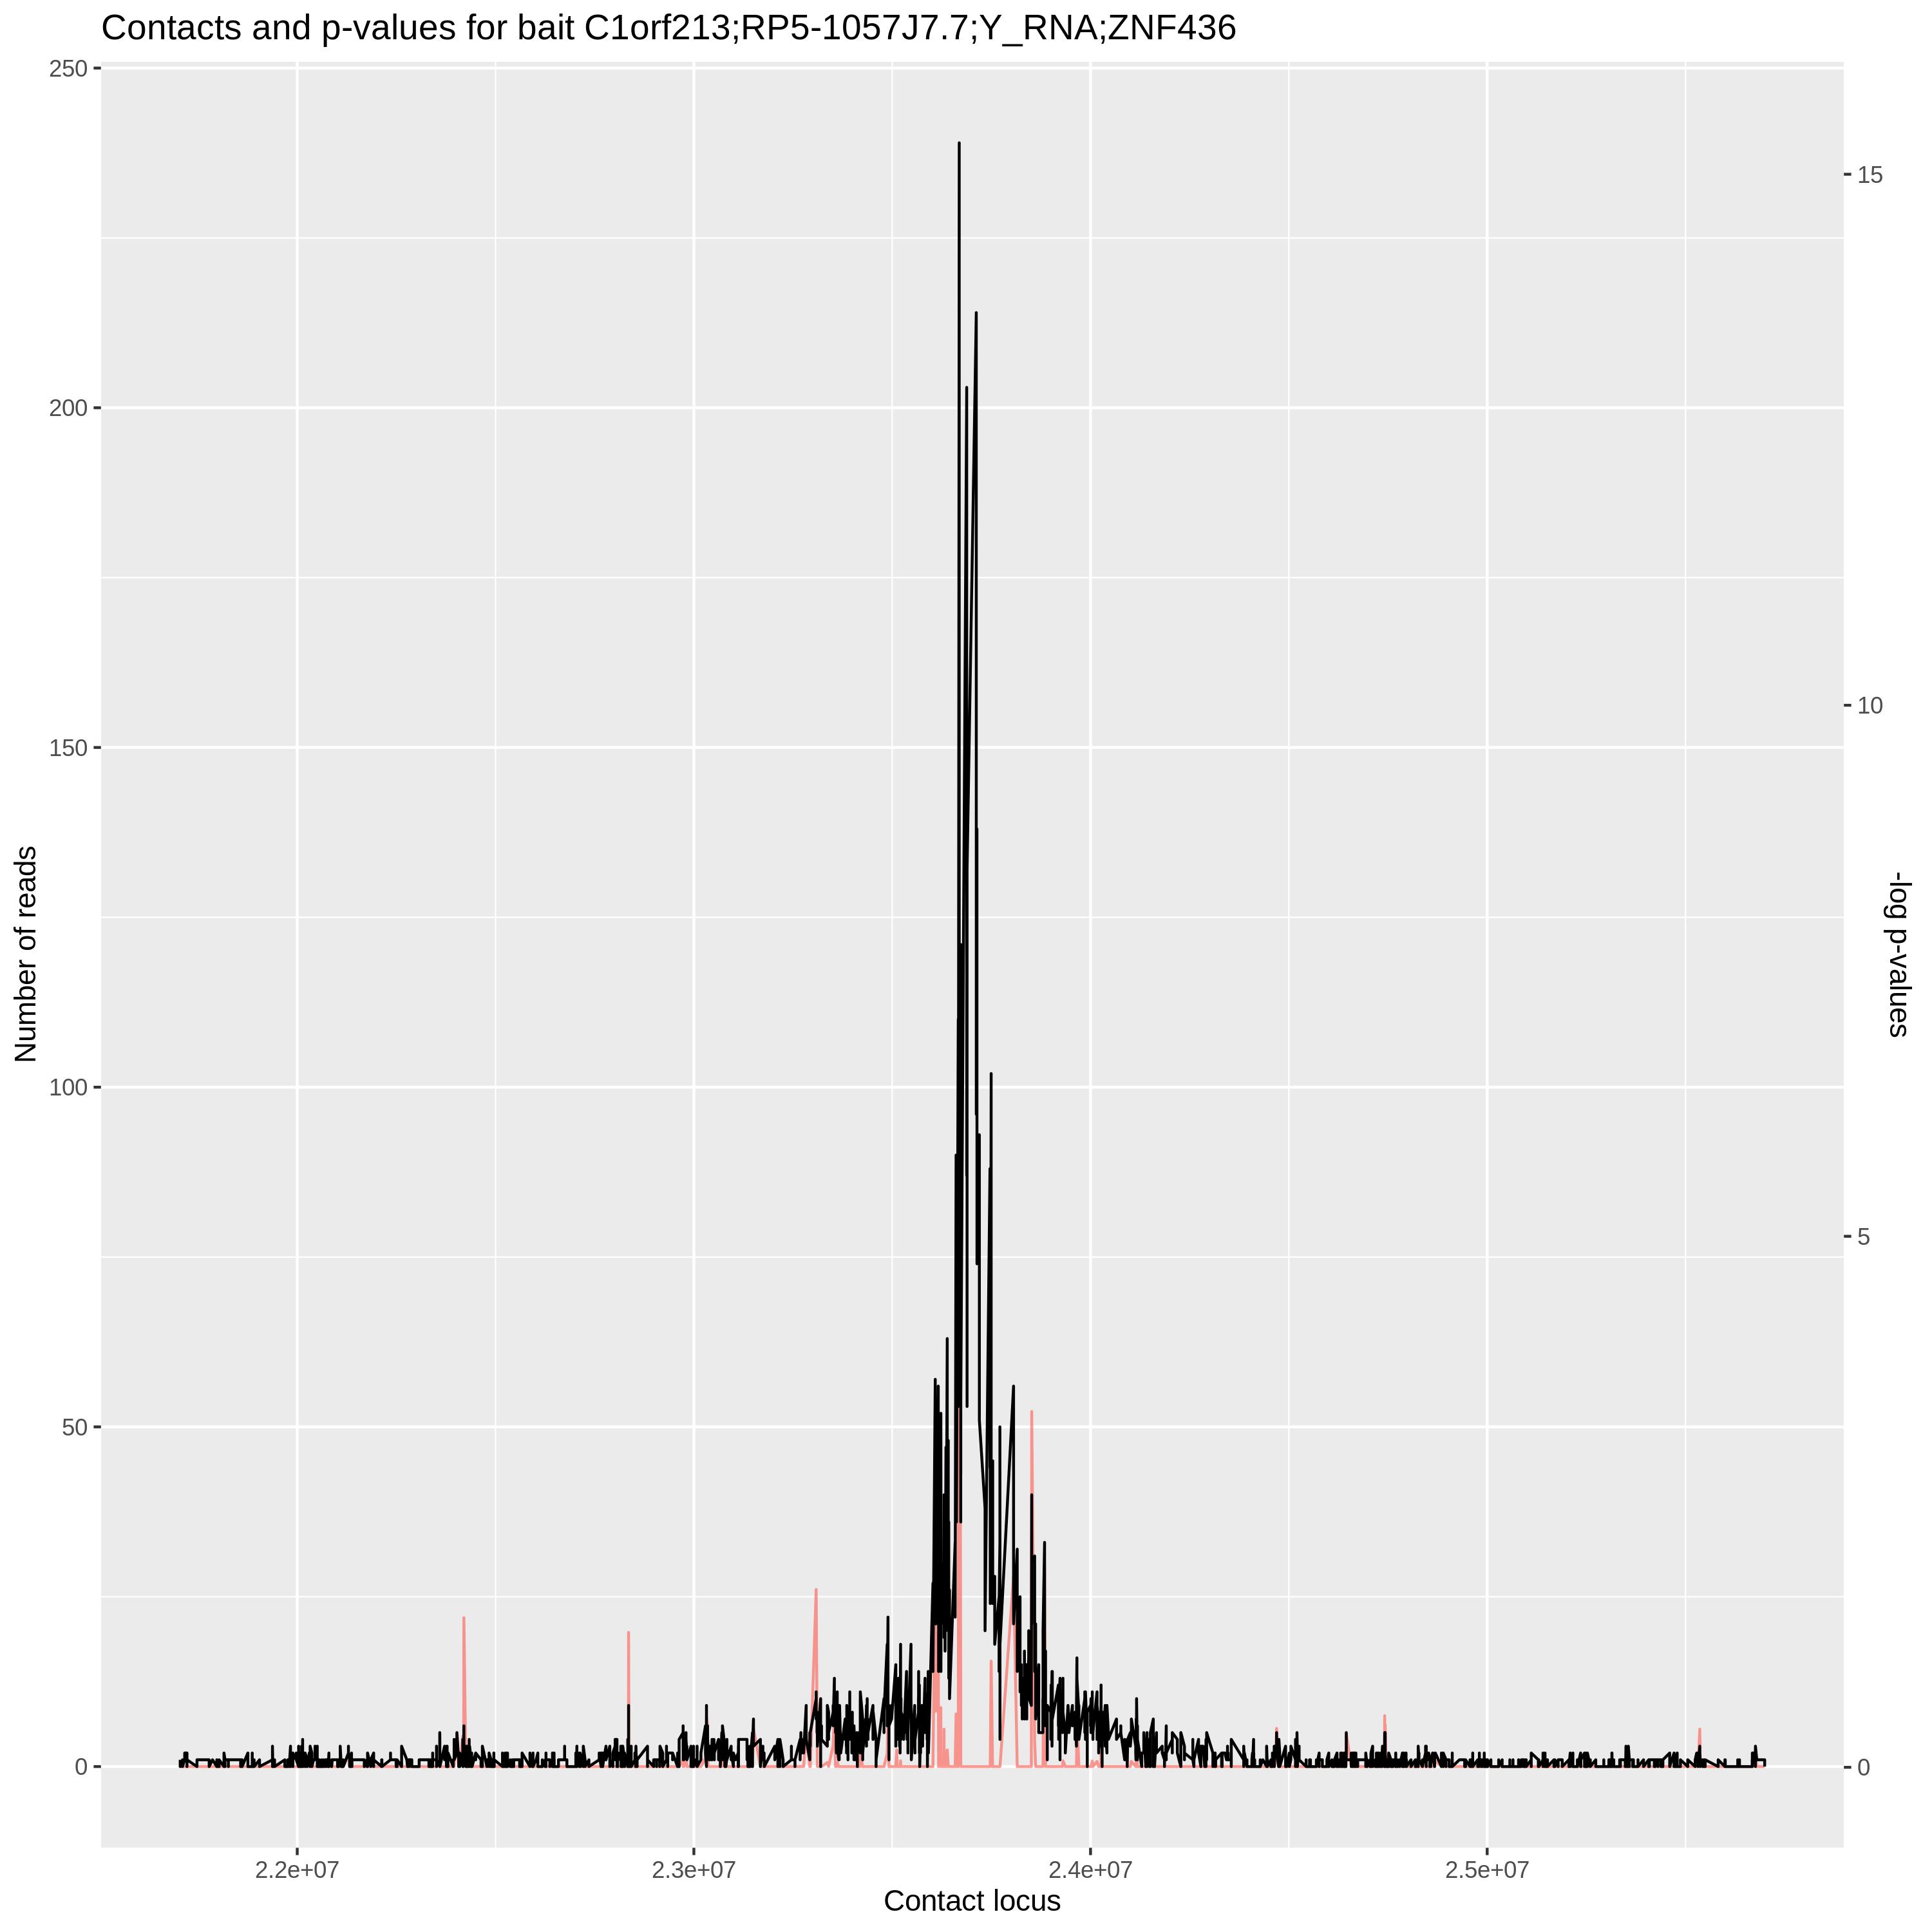 Contacts and p-values for bait C1orf213;RP5-1057J7.7;Y_RNA;ZNF436
250
200
150
100
50
0
Number of reads
15
10
5
0
-log p-values
2.2e+07 2.3e+07 2.4e+07 2.5e+07
Contact locus